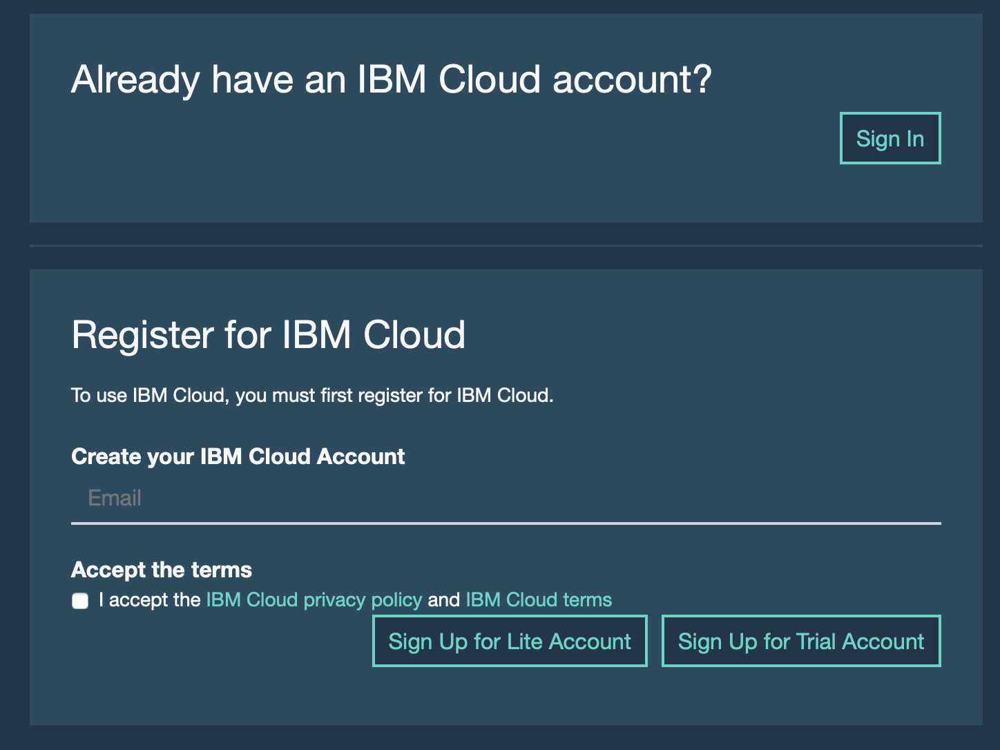 Already have an IBM Cloud account?
Sign In
Register for IBM Cloud
To use IBM Cloud, you must first register for IBM Cloud.
Create your IBM Cloud Account
Email
Accept the terms
I accept the IBM Cloud privacy policy and IBM Cloud terms
Sign Up for Lite Account Sign Up for Trial Account